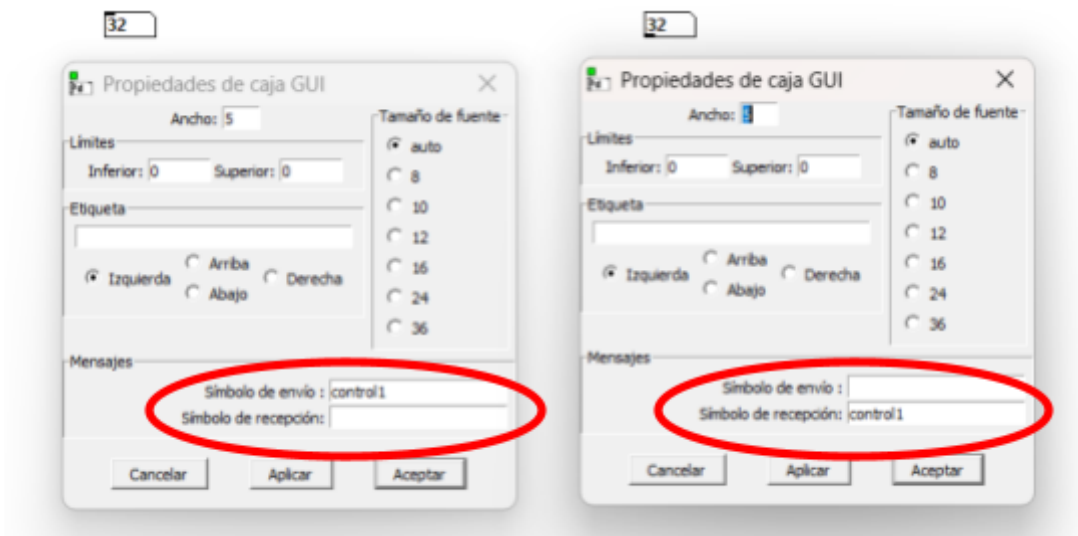 32
Propiedades de caja GUI
Ancho: 5
Tamaño de fuente
Límites
auto
Inferior: 0 Superior: 0
8
Etiqueta
10
12
Arriba
16
Izquierda Derecha
Abajo
24
36
Mensajes
Símbolo de envío : control1
Símbolo de recepción:
Cancelar Aplicar Aceptar
32
Propiedades de caja GUI
Ancho: 5
Tamaño de fuente
Límites
auto
Inferior: 0 Superior: 0
8
Etiqueta
10
12
Arriba
16
Izquierda Derecha
Abajo
24
36
Mensajes
Símbolo de envío :
Símbolo de recepción: control1
Cancelar Aplicar Aceptar